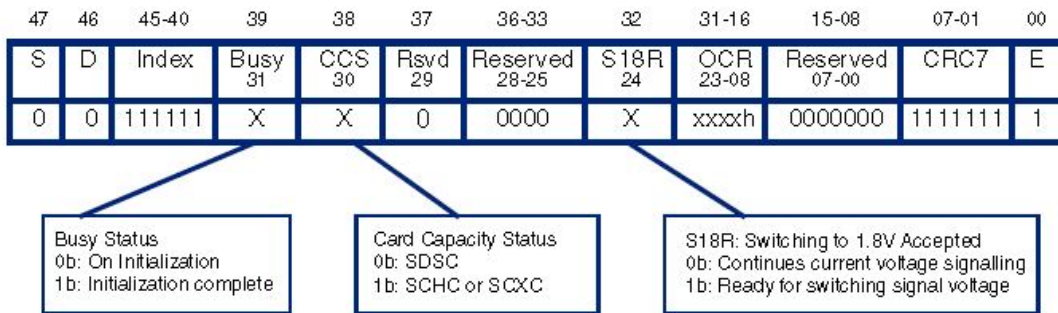 47 46 45-40 39 38 37 36-33 32 31-16 15-08 07-01 00
S D Index Busy CCS Rsvd Reserved S18R OCR Reserved CRC7 E
31 30 29 28-25 24 23-08 07-00
0 0 111111 X X 0 0000 X xxxxh 0000000 1111111 1
Busy Status
0b: On Initialization
1b: Initialization complete
Card Capacity Status
0b: SDSC
1b: SCHC or SCXC
S18R: Switching to 1.8V Accepted
0b: Continues current voltage signalling
1b: Ready for switching signal voltage